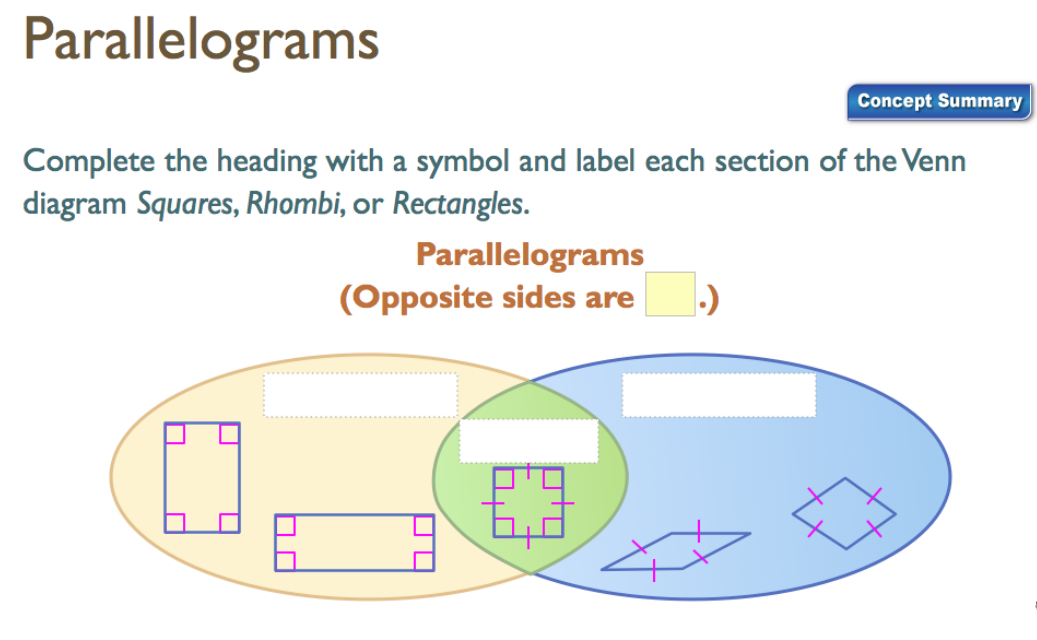 Parallelograms
Concept Summary
Complete the heading with a symbol and label each section of the Venn
diagram Squares, Rhombi, or Rectangles.
Parallelograms
(Opposite sides are .)